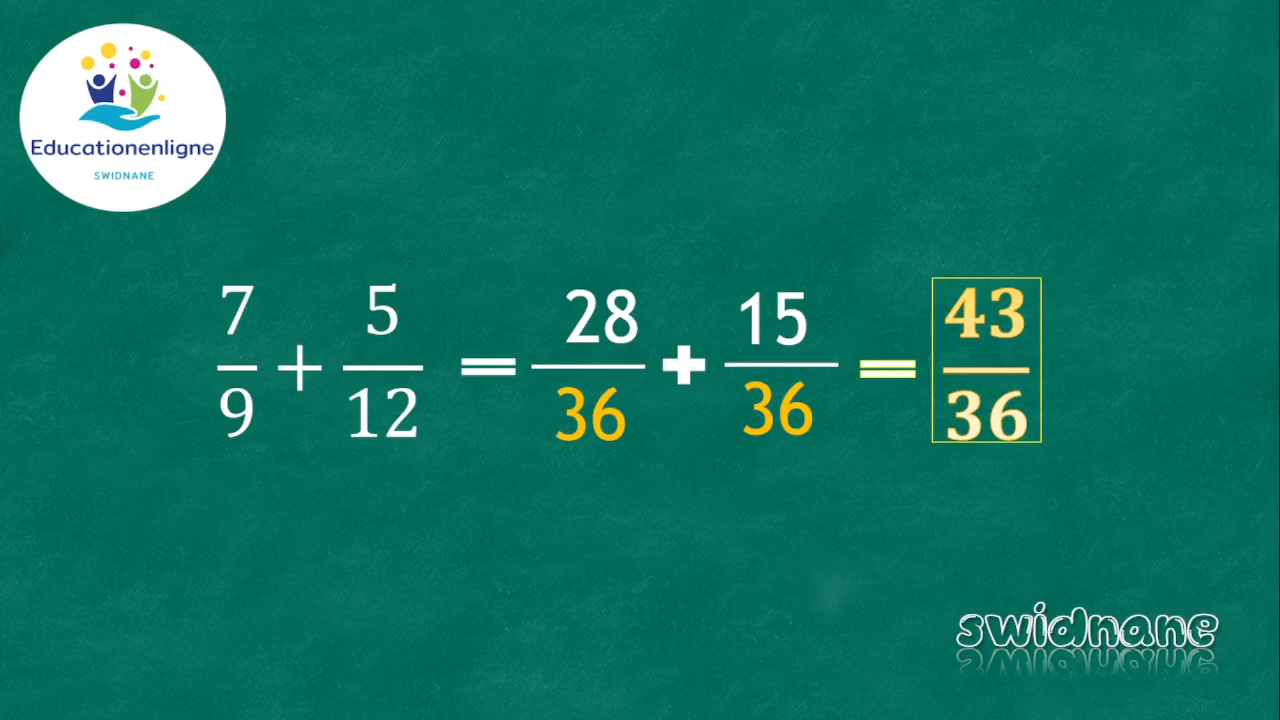 Educationenligne
SWIDNANE
7/9 + 5/12 = 28/36 + 15/36 = 43/36
swidnane